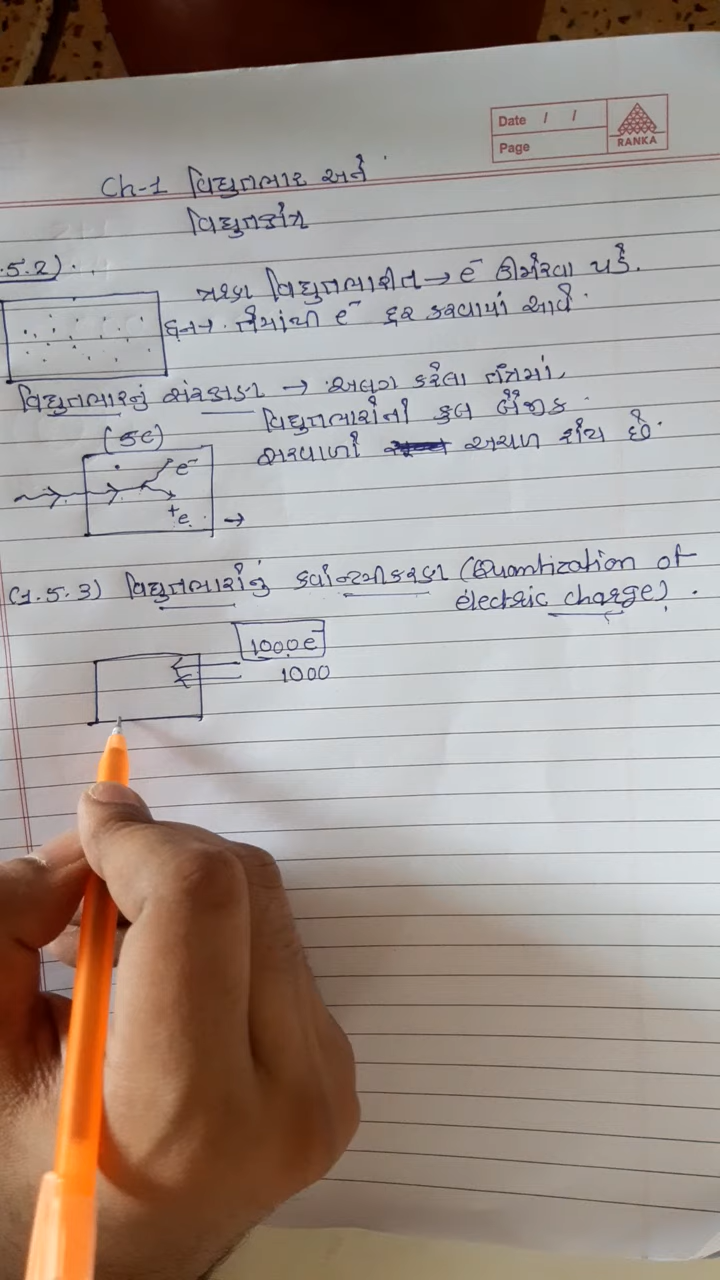 Date / /
Page
RANKA
Ch-1 વિદ્યુતભાર અને
વિદ્યુતક્ષેત્ર
.5.2)
ઋણ વિદ્યુતભારીત → e⁻ ઉમેરવા પડે.
ધન → તેમાંથી e⁻ દૂર કરવામાં આવે.
વિદ્યુતભારનું સંરક્ષણ → અલગ કરેલા તંત્રમાં,
વિદ્યુતભારોનો કુલ બૈજીક
સરવાળો અચળ હોય છે.
e⁻
+e →
(1.5.3) વિદ્યુતભારોનું ક્વોન્ટમીકરણ (Quantization of
electric charge).
1000e⁻
1000